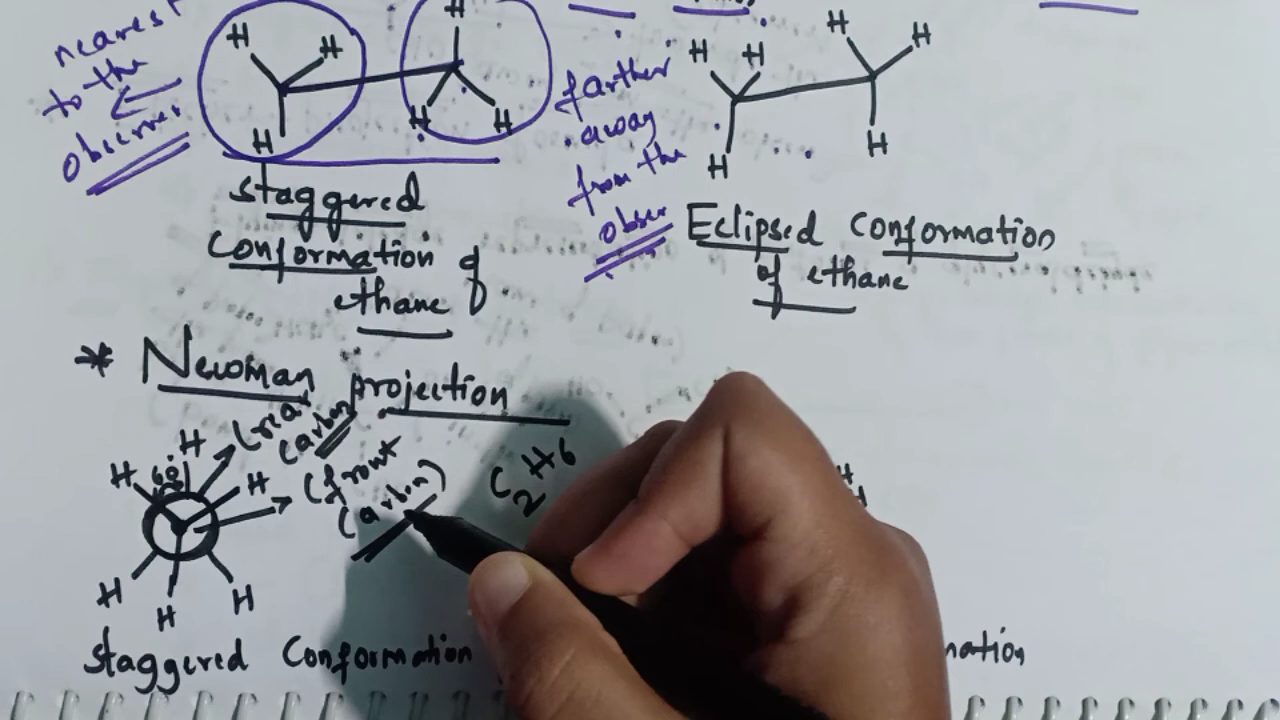 nearest
to the
observer
H H H
H H H
farther
away
from the
obser
H H H H
H H
staggered
conformation of
ethane
Eclipsed conformation
of ethane
* Newman projection
(rear
carbon
(front
carbon)
C2H6
H H H
60°
H H H
H
H
Staggered Conformation
mation